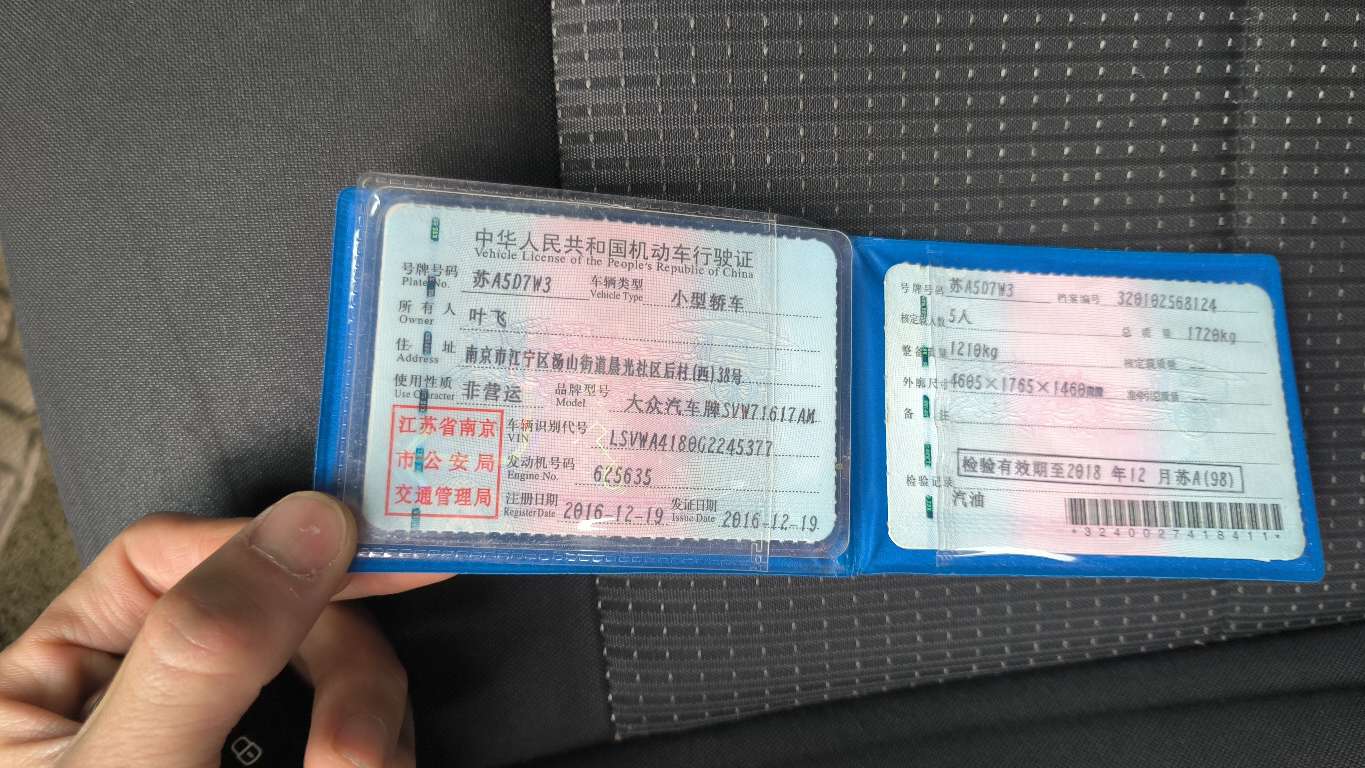 中华人民共和国机动车行驶证
Vehicle License of the People's Republic of China
号牌号码 苏A5D7W3 车辆类型 小型轿车
Plate No. Vehicle Type
所有人 叶飞
Owner
住址 南京市江宁区汤山街道晨光社区后村(西)38号
Address
使用性质 非营运 品牌型号 大众汽车牌SVW71617AM
Use Character Model
江苏省南京
市公安局
交通管理局
车辆识别代号 LSVWA4180G2245377
VIN
发动机号码 625635
Engine No.
注册日期 2016-12-19 发证日期 2016-12-19
Register Date Issue Date
号牌号码 苏A5D7W3 档案编号 320102568124
核定载人数 5人 总质量 1720kg
整备质量 1210kg 核定载质量 --
外廓尺寸 4605×1765×1460mm 准牵引总质量 --
备注
检验有效期至2018 年 12 月苏A(98)
检验记录
汽油
*3240027418411*